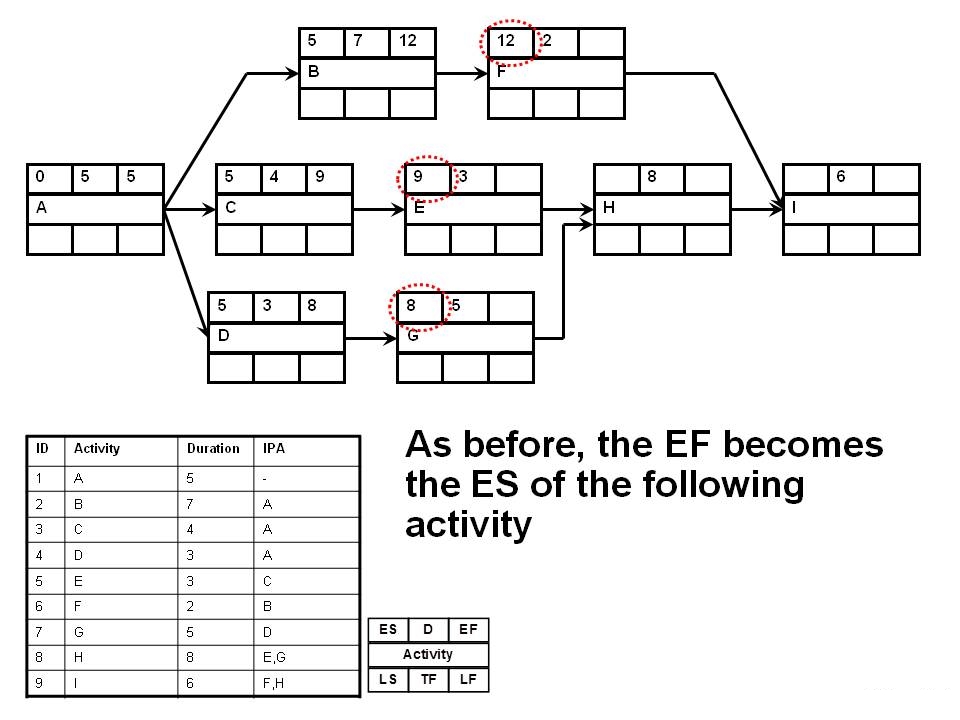 5 7 12
B
12 2
F
0 5 5
A
5 4 9
C
9 3
E
8
H
6
I
5 3 8
D
8 5
G
As before, the EF becomes
the ES of the following
activity
ID Activity Duration IPA
1 A 5 -
2 B 7 A
3 C 4 A
4 D 3 A
5 E 3 C
6 F 2 B
7 G 5 D
8 H 8 E,G
9 I 6 F,H
ES D EF
Activity
LS TF LF